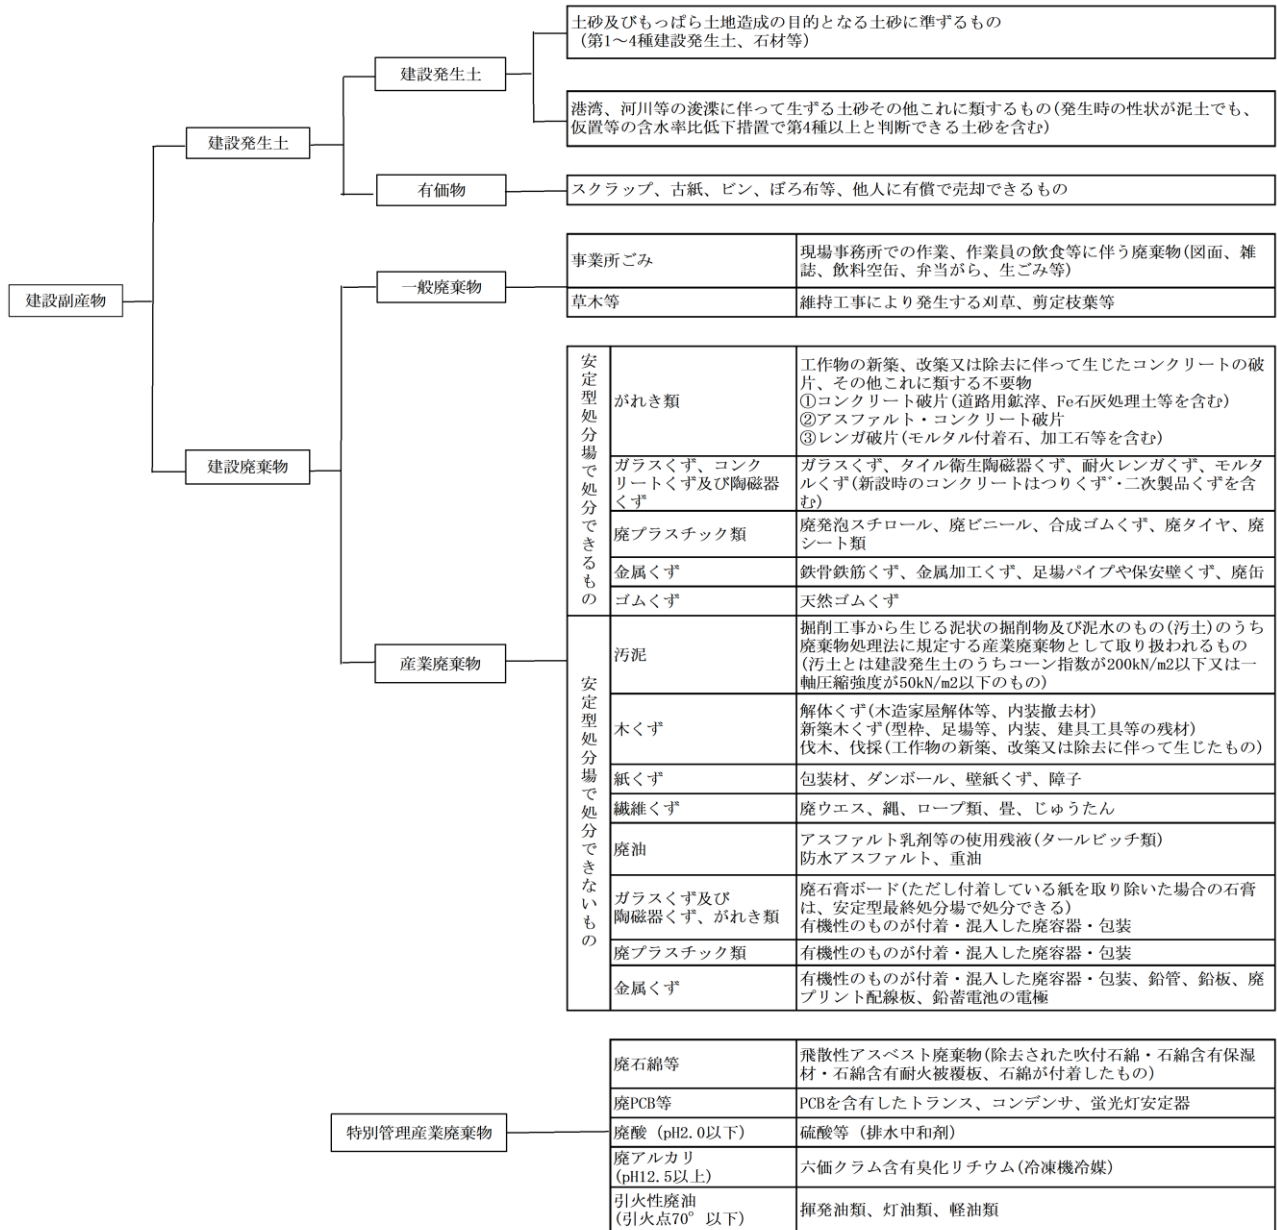 土砂及びもっぱら土地造成の目的となる土砂に準ずるもの
（第1～4種建設発生土、石材等）
建設発生土
港湾、河川等の浚渫に伴って生ずる土砂その他これに類するもの(発生時の性状が泥土でも、
仮置等の含水率比低下措置で第4種以上と判断できる土砂を含む)
建設発生土
有価物
スクラップ、古紙、ビン、ぼろ布等、他人に有償で売却できるもの
建設副産物
一般廃棄物
事業所ごみ
現場事務所での作業、作業員の飲食等に伴う廃棄物(図面、雑
誌、飲料空缶、弁当がら、生ごみ等)
草木等
維持工事により発生する刈草、剪定枝葉等
建設廃棄物
産業廃棄物
安定型処分場で処分できるもの
がれき類
工作物の新築、改築又は除去に伴って生じたコンクリートの破
片、その他これに類する不要物
①コンクリート破片(道路用鉱滓、Fe石灰処理土等を含む)
②アスファルト・コンクリート破片
③レンガ破片(モルタル付着石、加工石等を含む)
ガラスくず、コンク
リートくず及び陶磁器
くず
ガラスくず、タイル衛生陶磁器くず、耐火レンガくず、モルタ
ルくず(新設時のコンクリートはつりくず゛・二次製品くずを含
む)
廃プラスチック類
廃発泡スチロール、廃ビニール、合成ゴムくず、廃タイヤ、廃
シート類
金属くず
鉄骨鉄筋くず、金属加工くず、足場パイプや保安壁くず、廃缶
ゴムくず
天然ゴムくず
安定型処分場で処分できないもの
汚泥
掘削工事から生じる泥状の掘削物及び泥水のもの(汚土)のうち
廃棄物処理法に規定する産業廃棄物として取り扱われるもの
(汚土とは建設発生土のうちコーン指数が200kN/m2以下又は一
軸圧縮強度が50kN/m2以下のもの)
木くず
解体くず(木造家屋解体等、内装撤去材)
新築木くず(型枠、足場等、内装、建具工具等の残材)
伐木、伐採(工作物の新築、改築又は除去に伴って生じたもの)
紙くず
包装材、ダンボール、壁紙くず、障子
繊維くず
廃ウエス、縄、ロープ類、畳、じゅうたん
廃油
アスファルト乳剤等の使用残液(タールビッチ類)
防水アスファルト、重油
ガラスくず及び
陶磁器くず、がれき類
廃石膏ボード(ただし付着している紙を取り除いた場合の石膏
は、安定型最終処分場で処分できる)
有機性のものが付着・混入した廃容器・包装
廃プラスチック類
有機性のものが付着・混入した廃容器・包装
金属くず
有機性のものが付着・混入した廃容器・包装、鉛管、鉛板、廃
プリント配線板、鉛蓄電池の電極
特別管理産業廃棄物
廃石綿等
飛散性アスベスト廃棄物(除去された吹付石綿・石綿含有保湿
材・石綿含有耐火被覆板、石綿が付着したもの)
廃PCB等
PCBを含有したトランス、コンデンサ、蛍光灯安定器
廃酸（pH2.0以下）
硫酸等（排水中和剤）
廃アルカリ
(pH12.5以上)
六価クラム含有臭化リチウム(冷凍機冷媒)
引火性廃油
(引火点70°以下)
揮発油類、灯油類、軽油類